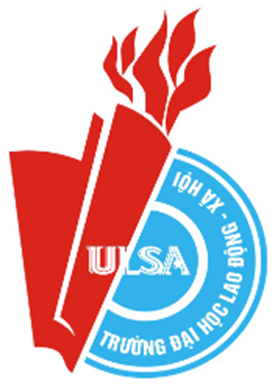 ULSA
TRƯỜNG ĐẠI HỌC LAO ĐỘNG - XÃ HỘI